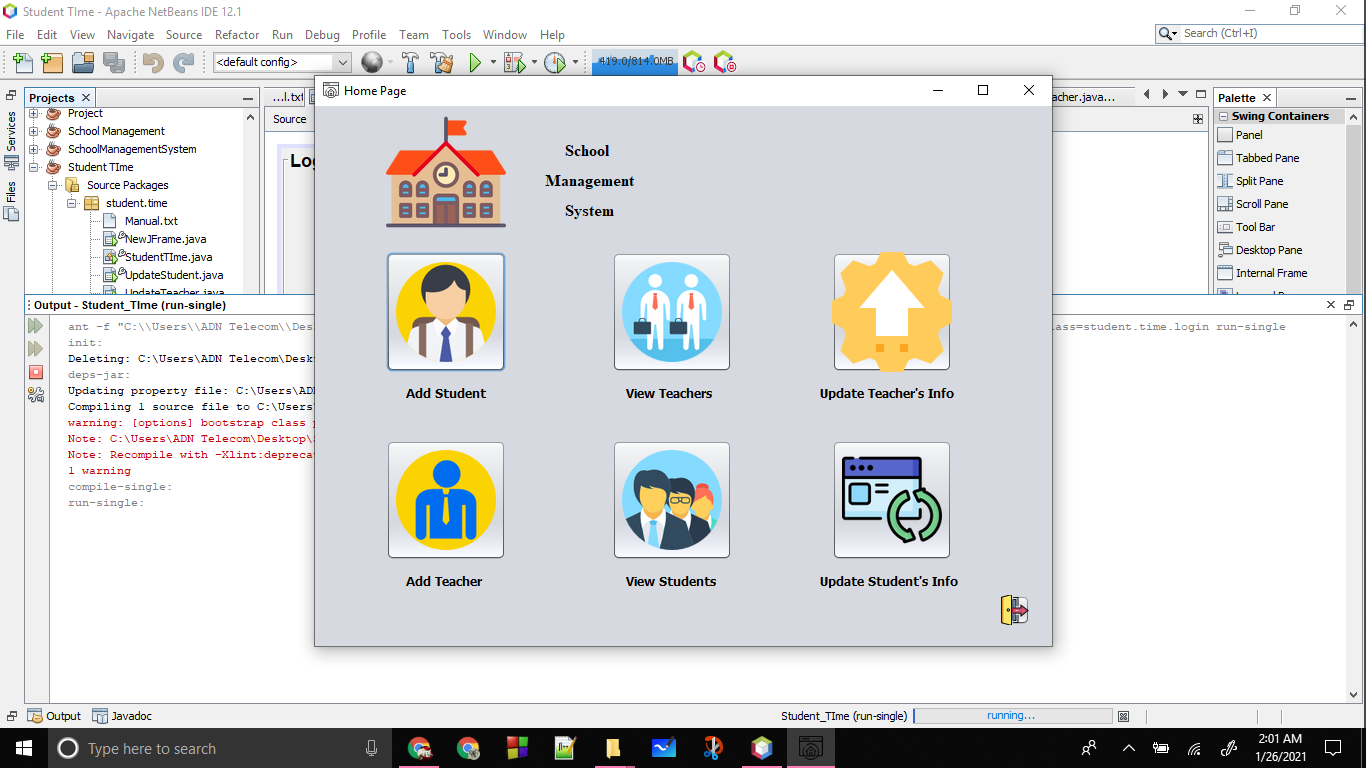 Student TIme - Apache NetBeans IDE 12.1
File Edit View Navigate Source Refactor Run Debug Profile Team Tools Window Help
Search (Ctrl+I)
<default config>
419.0/814.0MB
Services
Files
Projects
Project
School Management
SchoolManagementSystem
Student TIme
Source Packages
student.time
Manual.txt
NewJFrame.java
StudentTIme.java
UpdateStudent.java
UpdateTeacher.java
...l.txt
Source
Home Page
School
Management
System
Add Student
View Teachers
Update Teacher's Info
Add Teacher
View Students
Update Student's Info
acher.java...
Palette
Swing Containers
Panel
Tabbed Pane
Split Pane
Scroll Pane
Tool Bar
Desktop Pane
Internal Frame
Output - Student_TIme (run-single)
ant -f "C:\\Users\\ADN Telecom\\Des
ass=student.time.login run-single
init:
Deleting: C:\Users\ADN Telecom\Deskt
deps-jar:
Updating property file: C:\Users\AD
Compiling 1 source file to C:\Users
warning: [options] bootstrap class p
Note: C:\Users\ADN Telecom\Desktop\
Note: Recompile with -Xlint:depreca
1 warning
compile-single:
run-single:
Output Javadoc
Student_TIme (run-single) running...
Type here to search
2:01 AM
1/26/2021